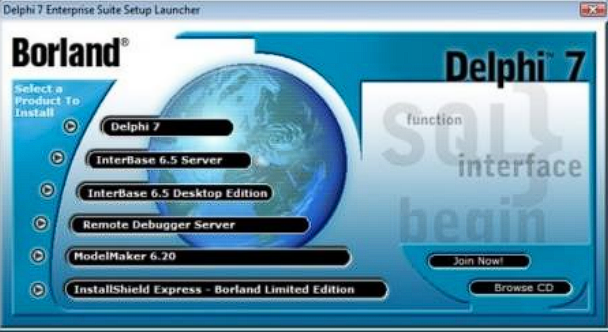 Delphi 7 Enterprise Suite Setup Launcher
Borland®
Delphi™ 7
Select a
Product To
Install
Delphi 7
InterBase 6.5 Server
InterBase 6.5 Desktop Edition
Remote Debugger Server
ModelMaker 6.20
InstallShield Express - Borland Limited Edition
SQL}
function
interface
begin
Join Now!
Browse CD